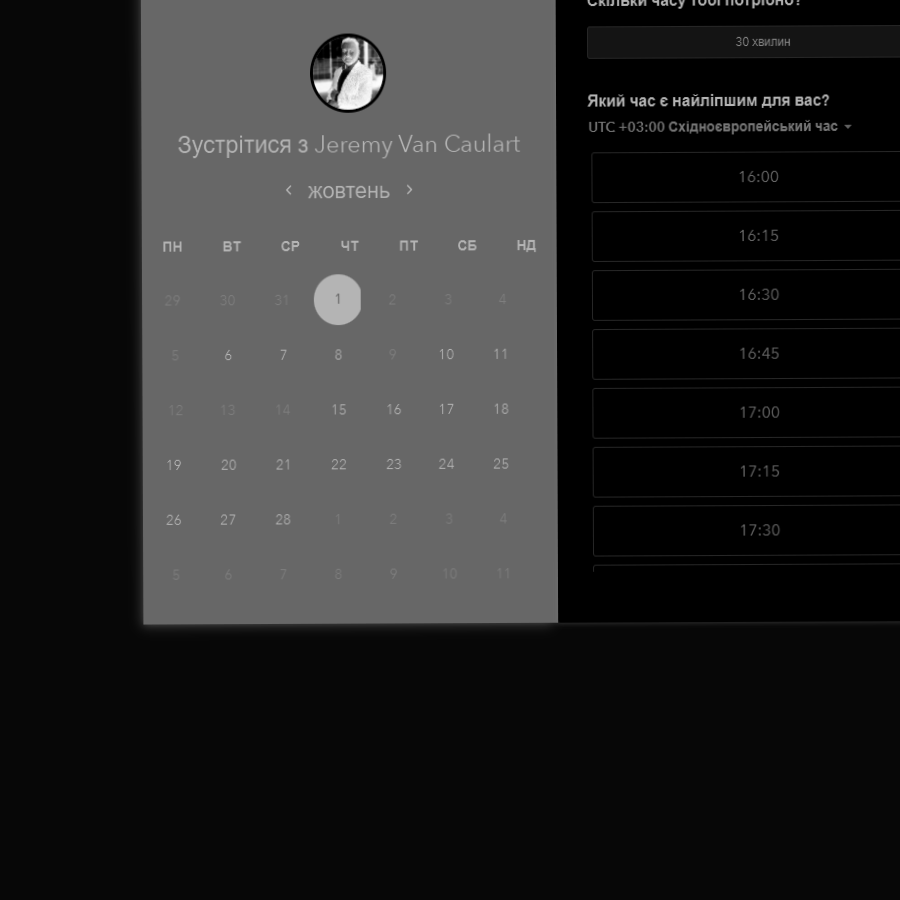 Зустрітися з Jeremy Van Caulart
жовтень
ПН ВТ СР ЧТ ПТ СБ НД
29 30 31 1 2 3 4
5 6 7 8 9 10 11
12 13 14 15 16 17 18
19 20 21 22 23 24 25
26 27 28 1 2 3 4
5 6 7 8 9 10 11
Скільки часу тобі потрібно?
30 хвилин
Який час є найліпшим для вас?
UTC +03:00 Східноєвропейський час
16:00
16:15
16:30
16:45
17:00
17:15
17:30